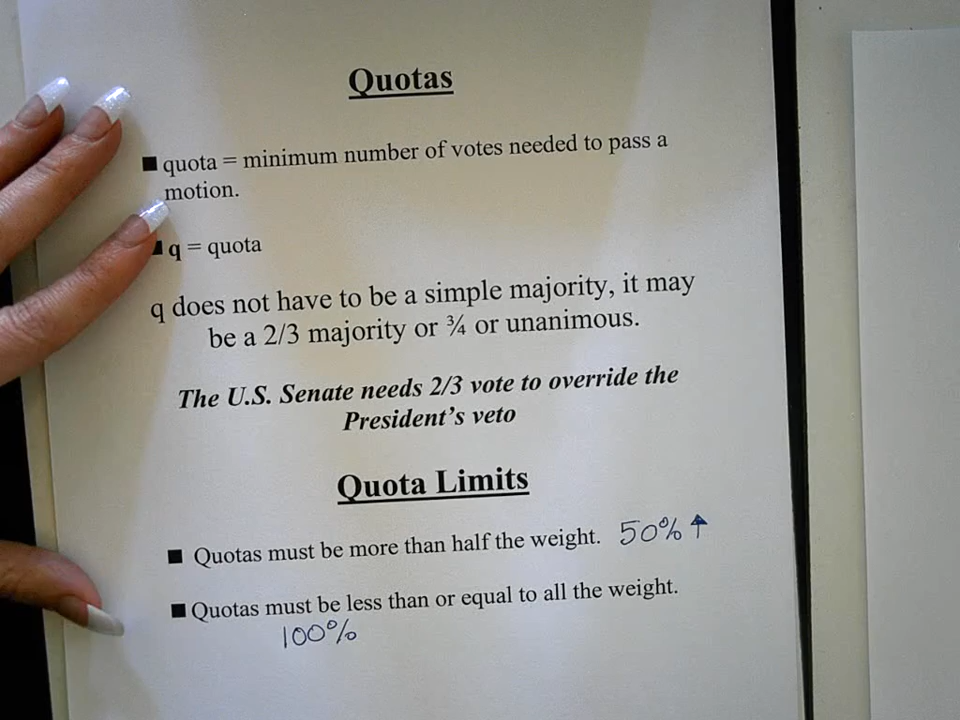 Quotas
■ quota = minimum number of votes needed to pass a
motion.
■ q = quota
q does not have to be a simple majority, it may
be a 2/3 majority or ¾ or unanimous.
The U.S. Senate needs 2/3 vote to override the
President's veto
Quota Limits
■ Quotas must be more than half the weight. 50% ↑
■ Quotas must be less than or equal to all the weight.
100%